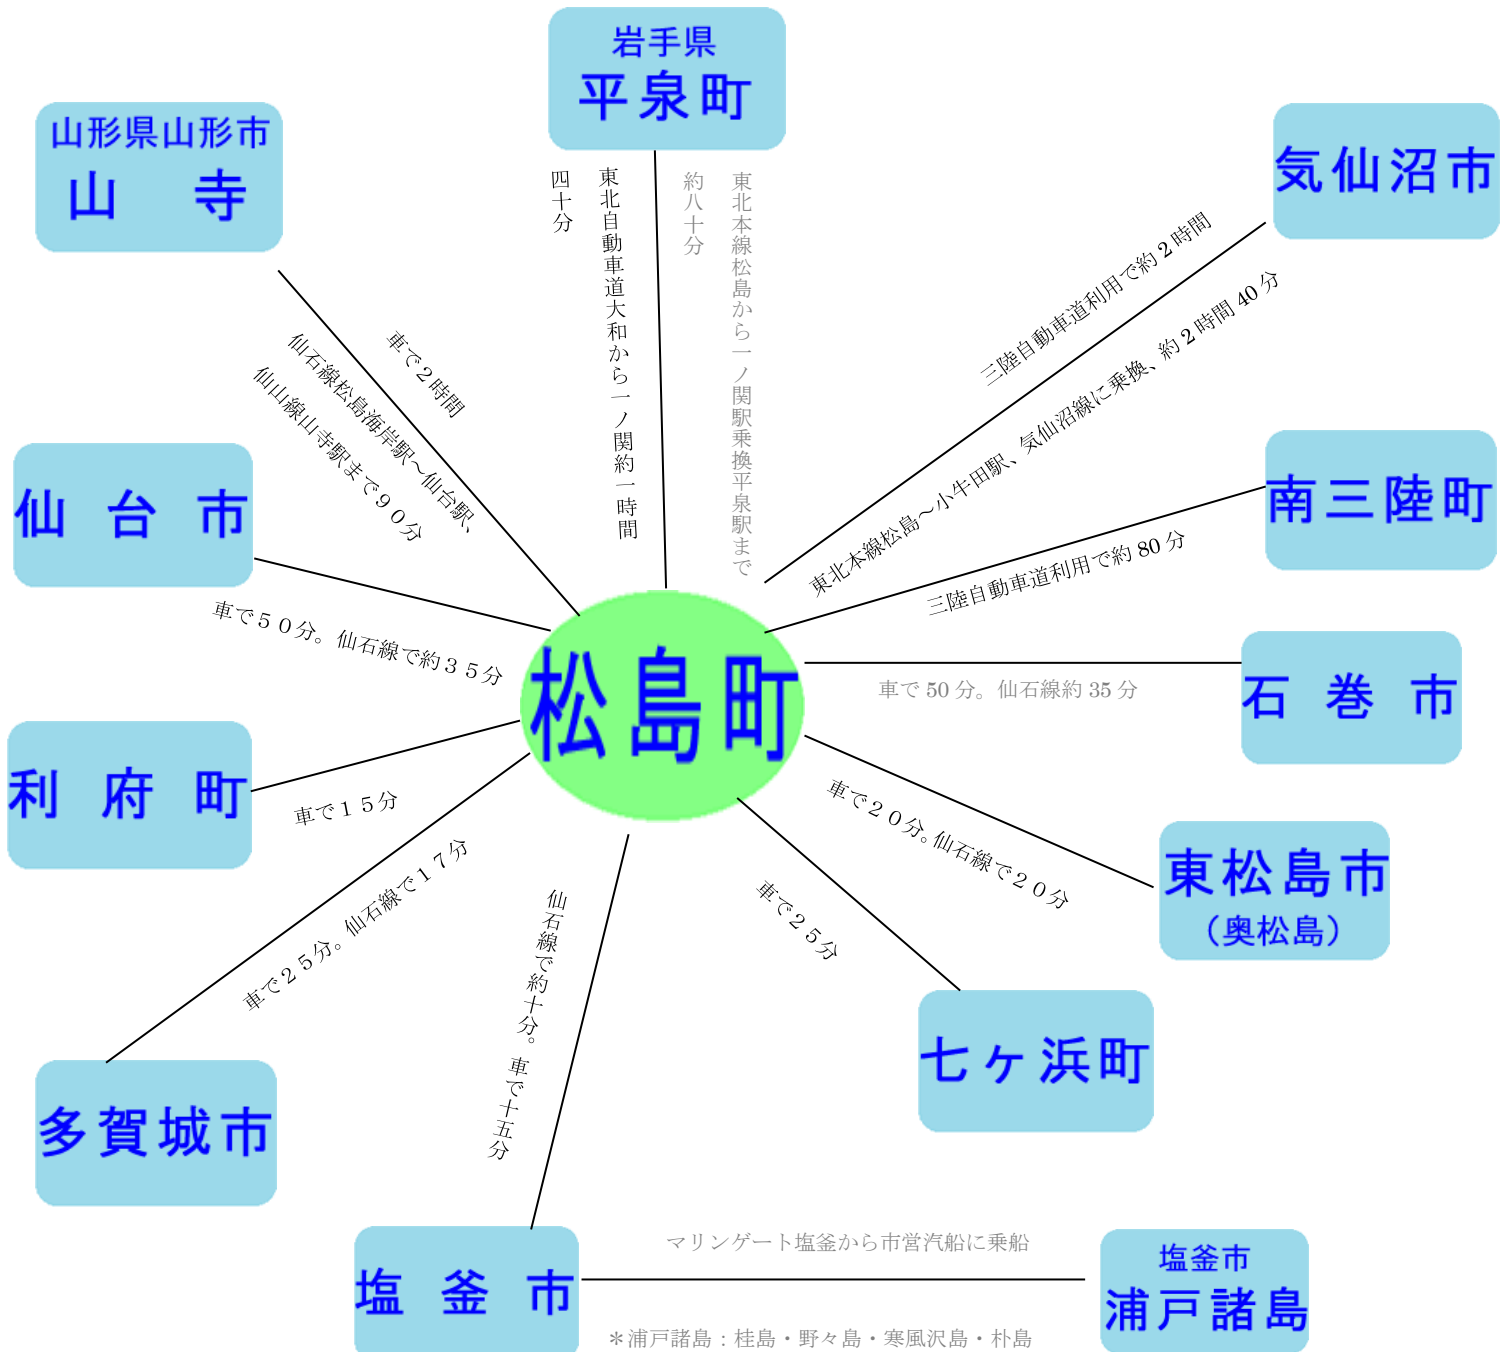 岩手県
平泉町
山形県山形市
山 寺
気仙沼市
東北自動車道大和から一ノ関約一時間
四十分
東北本線松島から一ノ関駅乗換平泉駅まで
約八十分
三陸自動車道利用で約 2 時間
東北本線松島～小牛田駅、気仙沼線に乗換、約 2 時間 40 分
車で２時間
仙石線松島海岸駅～仙台駅、
仙山線山寺駅まで９０分
仙 台 市
南三陸町
三陸自動車道利用で約 80 分
車で５０分。仙石線で約３５分
松島町
石 巻 市
車で 50 分。仙石線約 35 分
利 府 町
車で１５分
車で２０分。仙石線で２０分
東松島市
（奥松島）
車で２５分。仙石線で１７分
車で２５分
仙石線で約十分。車で十五分
七ヶ浜町
多賀城市
塩 釜 市
マリンゲート塩釜から市営汽船に乗船
塩釜市
浦戸諸島
＊浦戸諸島：桂島・野々島・寒風沢島・朴島